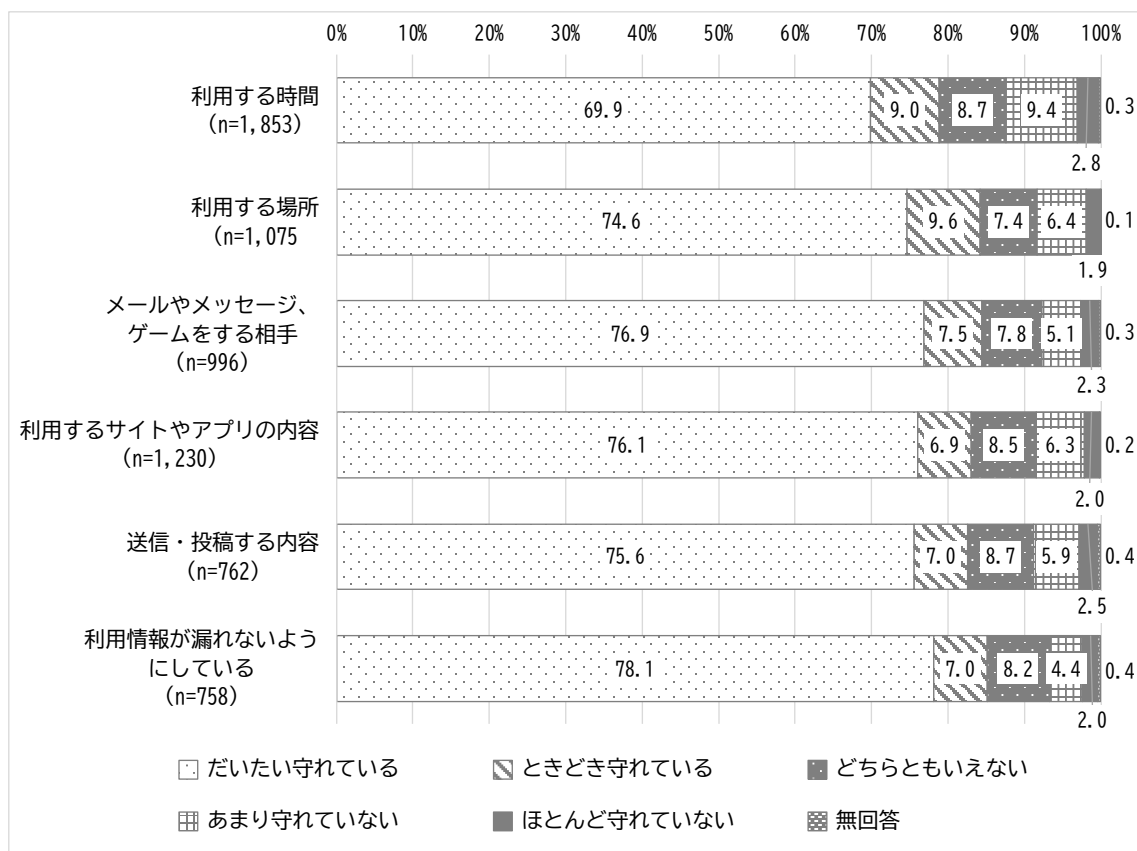 0% 10% 20% 30% 40% 50% 60% 70% 80% 90% 100%
利用する時間
(n=1,853)
69.9 9.0 8.7 9.4 0.3
2.8
利用する場所
(n=1,075
74.6 9.6 7.4 6.4 0.1
1.9
メールやメッセージ、
ゲームをする相手
(n=996)
76.9 7.5 7.8 5.1 0.3
2.3
利用するサイトやアプリの内容
(n=1,230)
76.1 6.9 8.5 6.3 0.2
2.0
送信・投稿する内容
(n=762)
75.6 7.0 8.7 5.9 0.4
2.5
利用情報が漏れないよう
にしている
(n=758)
78.1 7.0 8.2 4.4 0.4
2.0
だいたい守れている ときどき守れている どちらともいえない
あまり守れていない ほとんど守れていない 無回答